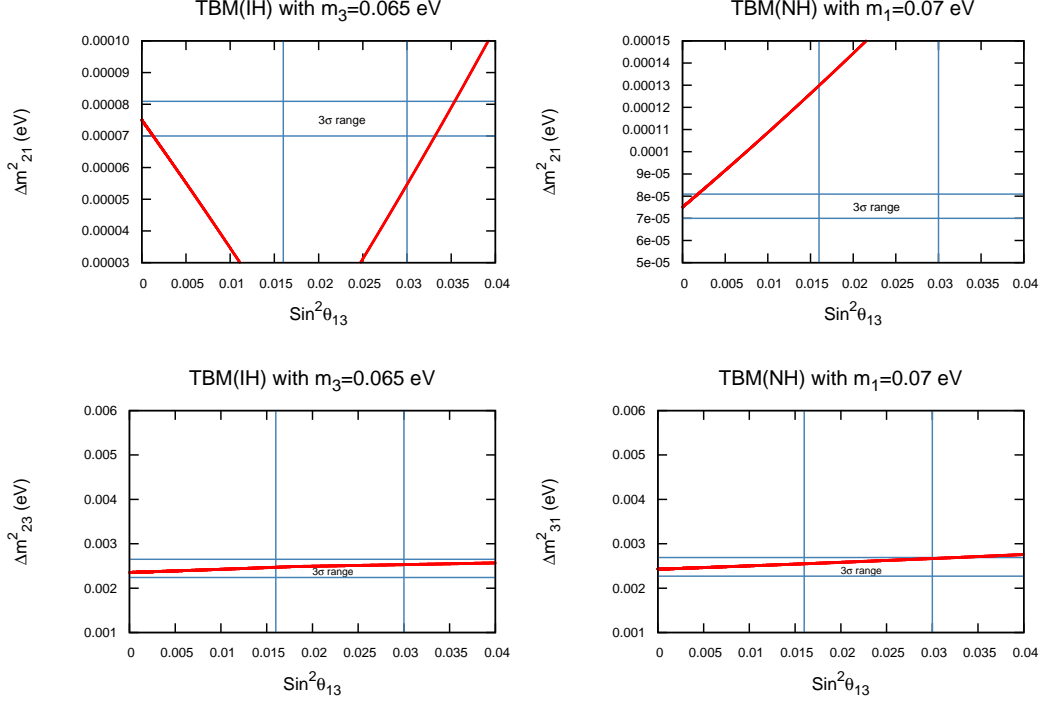 TBM(IH) with m3=0.065 eV
Δm²21 (eV)
0.00010
0.00009
0.00008
0.00007
0.00006
0.00005
0.00004
0.00003
3σ range
0 0.005 0.01 0.015 0.02 0.025 0.03 0.035 0.04
Sin²θ13
TBM(NH) with m1=0.07 eV
Δm²21 (eV)
0.00015
0.00014
0.00013
0.00012
0.00011
0.0001
9e-05
8e-05
7e-05
6e-05
5e-05
3σ range
0 0.005 0.01 0.015 0.02 0.025 0.03 0.035 0.04
Sin²θ13
TBM(IH) with m3=0.065 eV
Δm²23 (eV)
0.006
0.005
0.004
0.003
0.002
0.001
3σ range
0 0.005 0.01 0.015 0.02 0.025 0.03 0.035 0.04
Sin²θ13
TBM(NH) with m1=0.07 eV
Δm²31 (eV)
0.006
0.005
0.004
0.003
0.002
0.001
3σ range
0 0.005 0.01 0.015 0.02 0.025 0.03 0.035 0.04
Sin²θ13